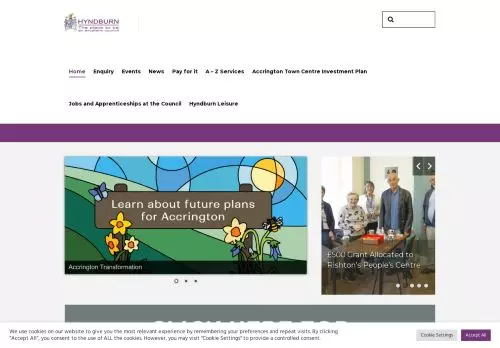 HYNDBURN
The place to be
an excellent council
Home
Enquiry
Events
News
Pay for it
A – Z Services
Accrington Town Centre Investment Plan
Jobs and Apprenticeships at the Council
Hyndburn Leisure
Learn about future plans
for Accrington
Accrington Transformation
£500 Grant Allocated to
Rishton's People's Centre
We use cookies on our website to give you the most relevant experience by remembering your preferences and repeat visits. By clicking
"Accept All", you consent to the use of ALL the cookies. However, you may visit "Cookie Settings" to provide a controlled consent.
Cookie Settings
Accept All